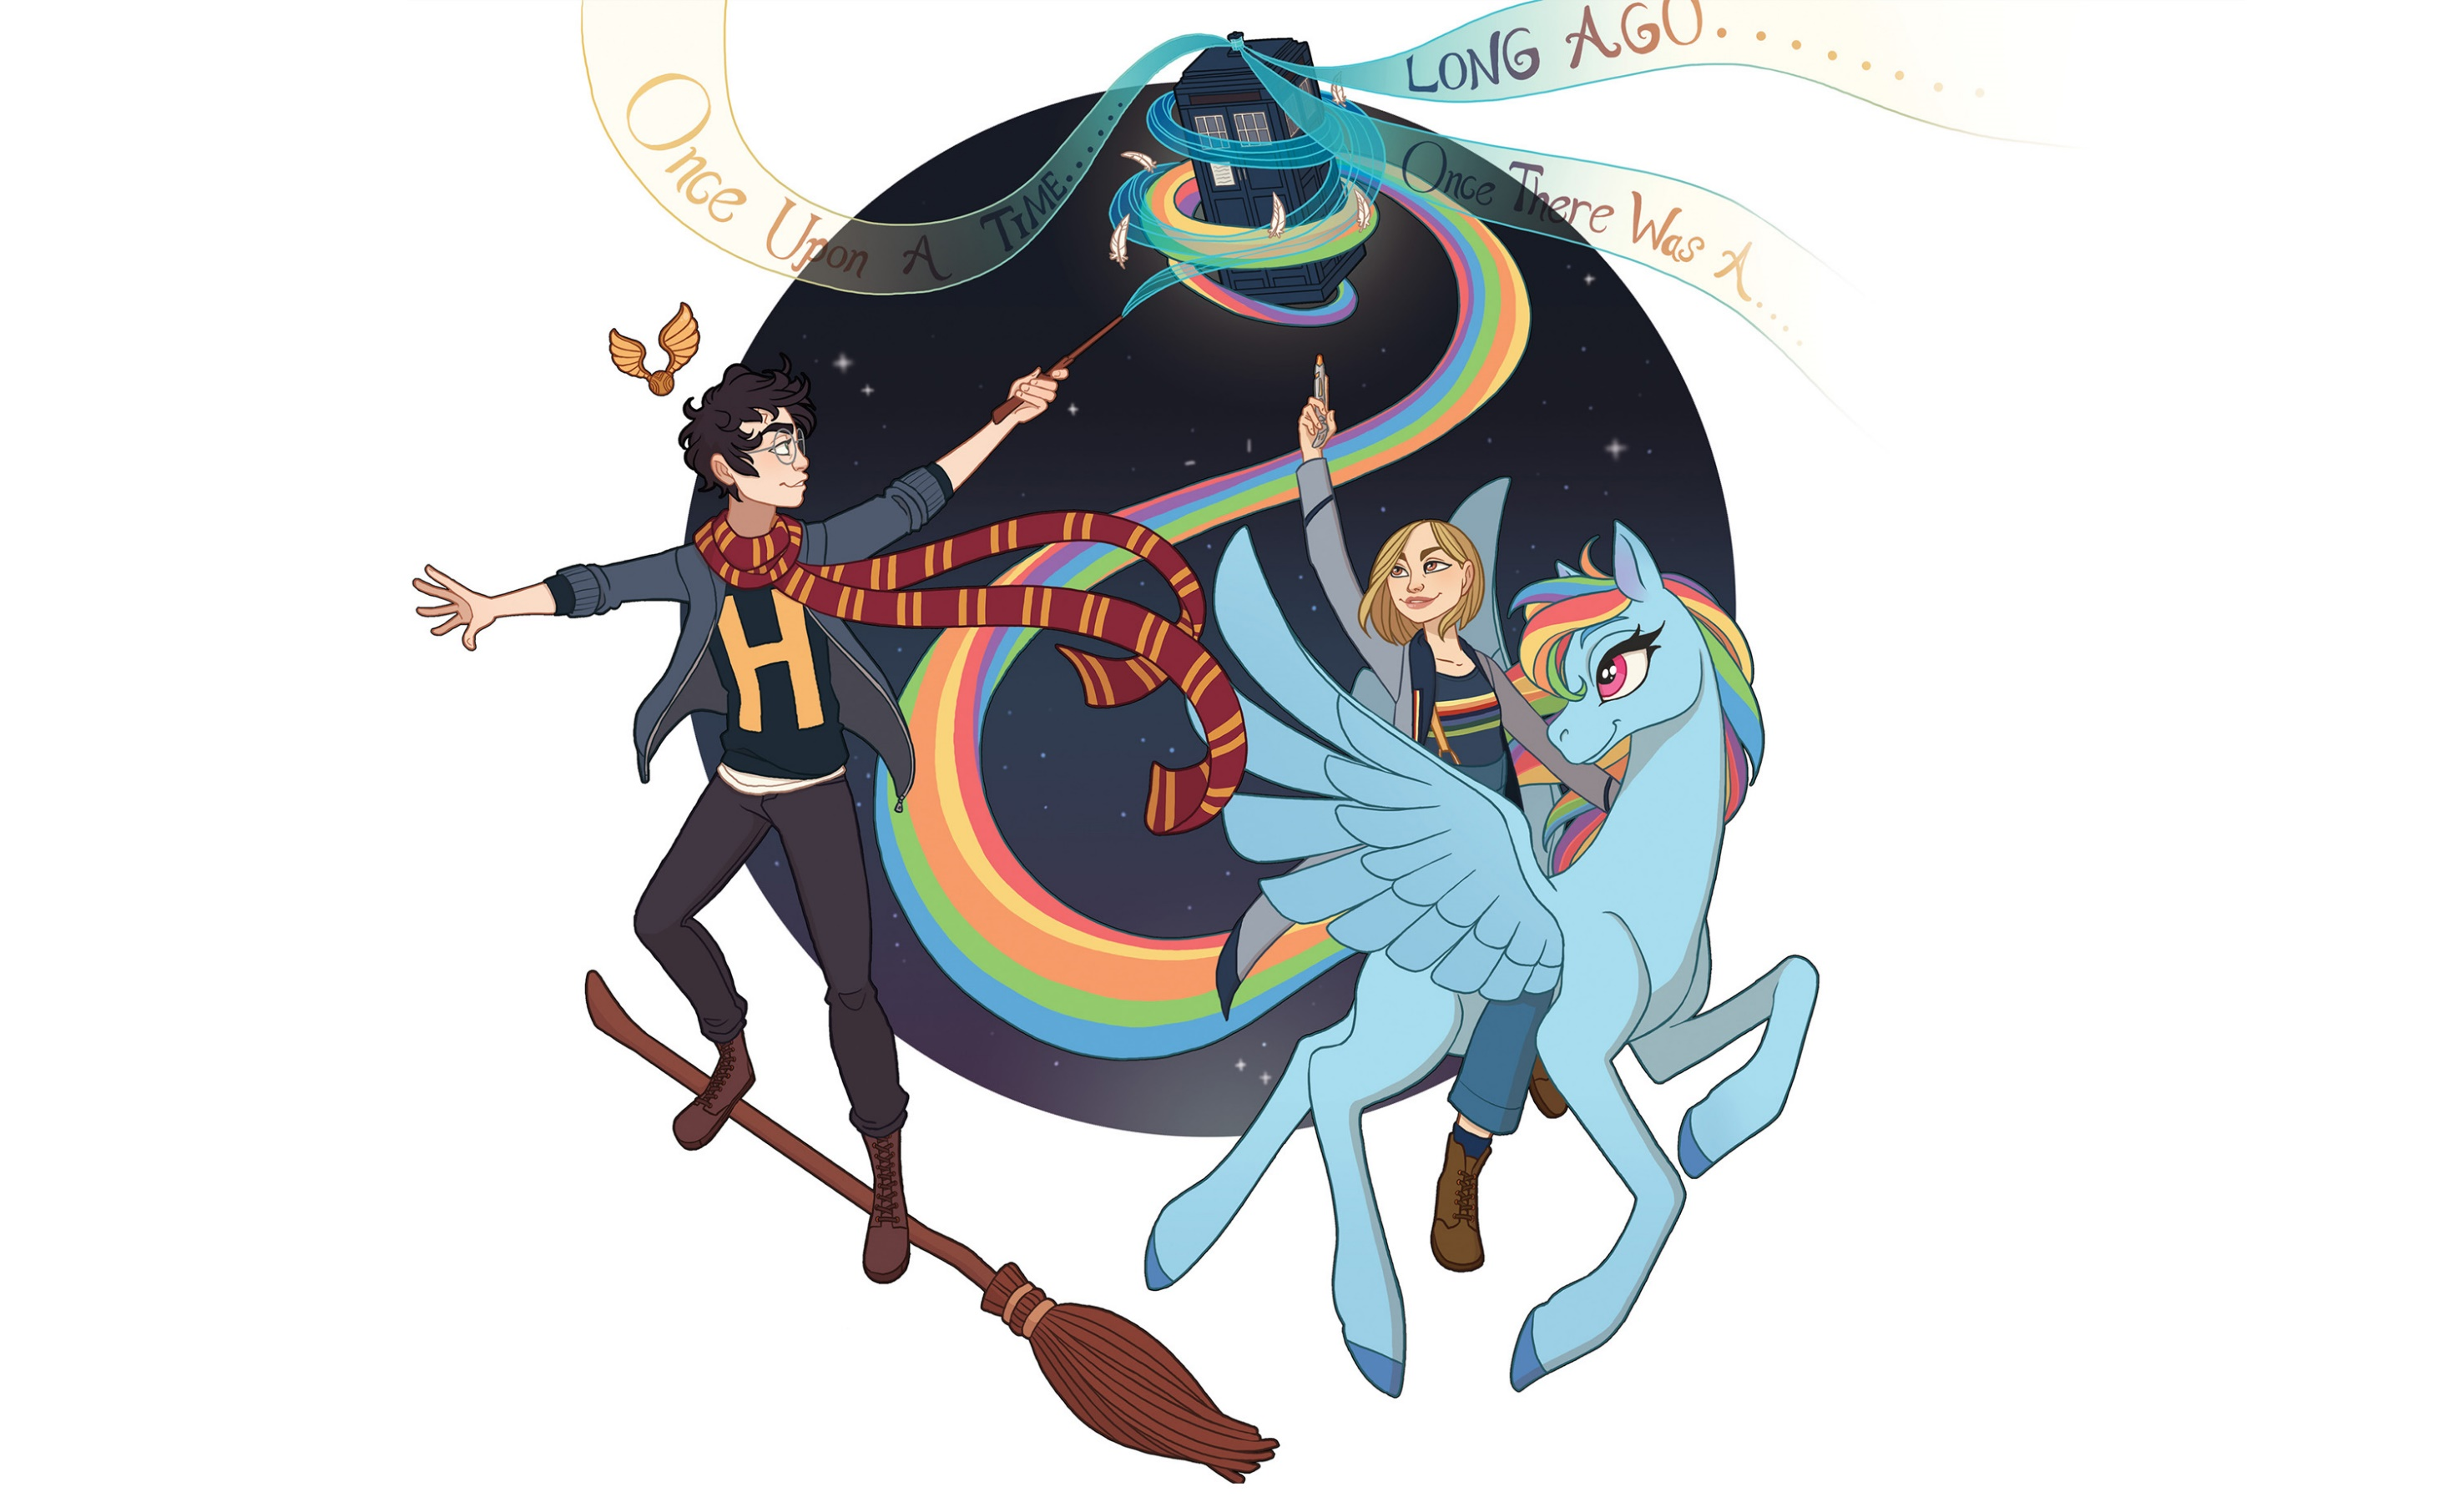 Once Upon A TIME.....
LONG AGO........
Once There Was A....
H